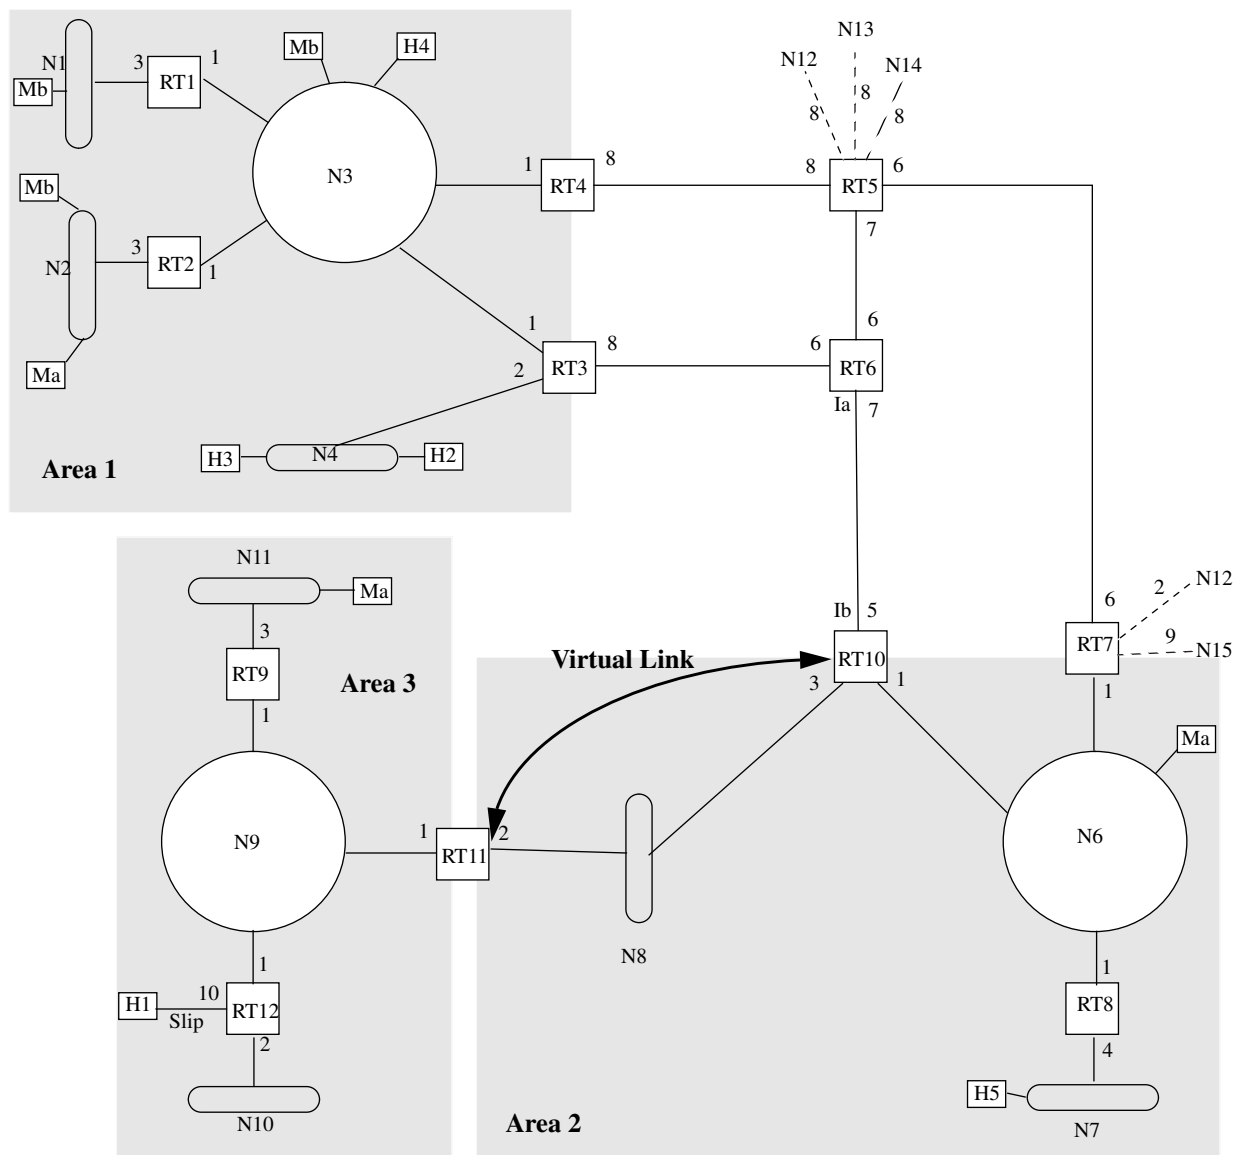 N13
N12
N14
8
8
8
N1
Mb
3
RT1
1
Mb
H4
N3
Mb
N2
3
RT2
1
Ma
1
RT4
8
8
RT5
6
7
1
2
RT3
8
6
6
RT6
Ia
7
H3
N4
H2
Area 1
N11
Ma
3
RT9
1
Area 3
Virtual Link
Ib
5
RT10
3
1
6
RT7
1
2
N12
9
N15
Ma
N9
1
RT11
2
N8
N6
1
H1
10
Slip
RT12
2
N10
1
RT8
4
H5
N7
Area 2